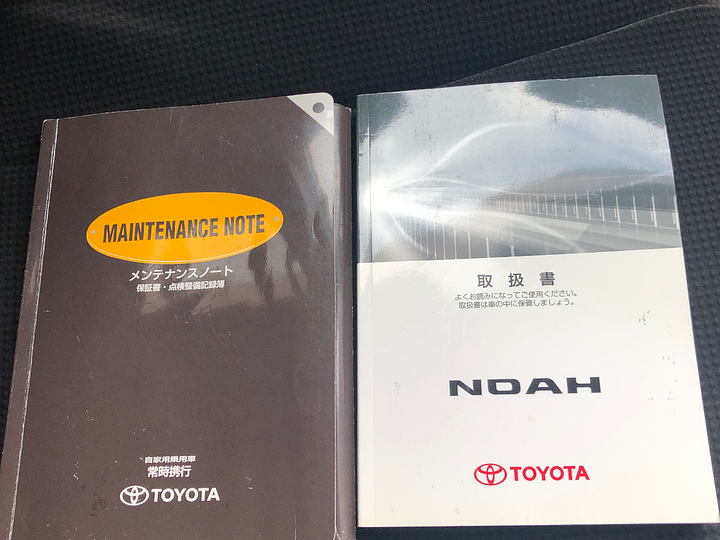 MAINTENANCE NOTE
メンテナンスノート
保証書・点検整備記録簿
自家用乗用車
常時携行
TOYOTA
取扱書
よくお読みになってご使用ください。
取扱書は車の中に保管しましょう。
NOAH
TOYOTA